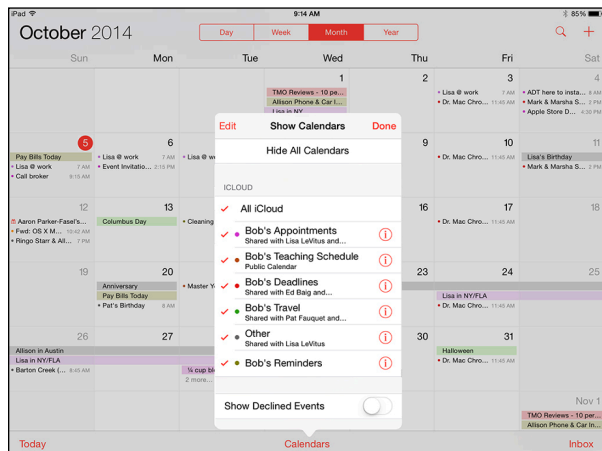 iPad
9:14 AM
85%
October 2014
Day Week Month Year
Sun Mon Tue Wed Thu Fri Sat
1 2 3 4
TMO Reviews - 10 pe...
Allison Phone & Car I...
Lisa in NY
Lisa @ work 7 AM
Dr. Mac Chro... 11:45 AM
ADT here to insta... 8 AM
Mark & Marsha S... 2 PM
Apple Store D... 4:30 PM
5 6 9 10 11
Pay Bills Today
Lisa @ work 7 AM
Call broker 9:15 AM
Lisa @ work 7 AM
Event Invitatio... 2:15 PM
Lisa @ w
Dr. Mac Chro... 11:45 AM
Lisa's Birthday
Mark & Marsha S... 2 PM
12 13 16 17 18
Aaron Parker-Fasel's...
Fwd: OS X M... 10:42 AM
Ringo Starr & All... 7 PM
Columbus Day
Cleaning
Dr. Mac Chro... 11:45 AM
19 20 23 24 25
Anniversary
Pay Bills Today
Pat's Birthday 8 AM
Master Y
Lisa in NY/FLA
Dr. Mac Chro... 11:45 AM
26 27 30 31
Allison in Austin
Lisa in NY/FLA
Barton Creek (... 8:45 AM
¼ cup bl
2 more...
Halloween
Dr. Mac Chro... 11:45 AM
Nov 1
TMO Reviews - 10 per...
Allison Phone & Car In...
Edit Show Calendars Done
Hide All Calendars
ICLOUD
All iCloud
Bob's Appointments
Shared with Lisa LeVitus and...
Bob's Teaching Schedule
Public Calendar
Bob's Deadlines
Shared with Ed Baig and...
Bob's Travel
Shared with Pat Fauquet and...
Other
Shared with Lisa LeVitus
Bob's Reminders
Show Declined Events
Today Calendars Inbox